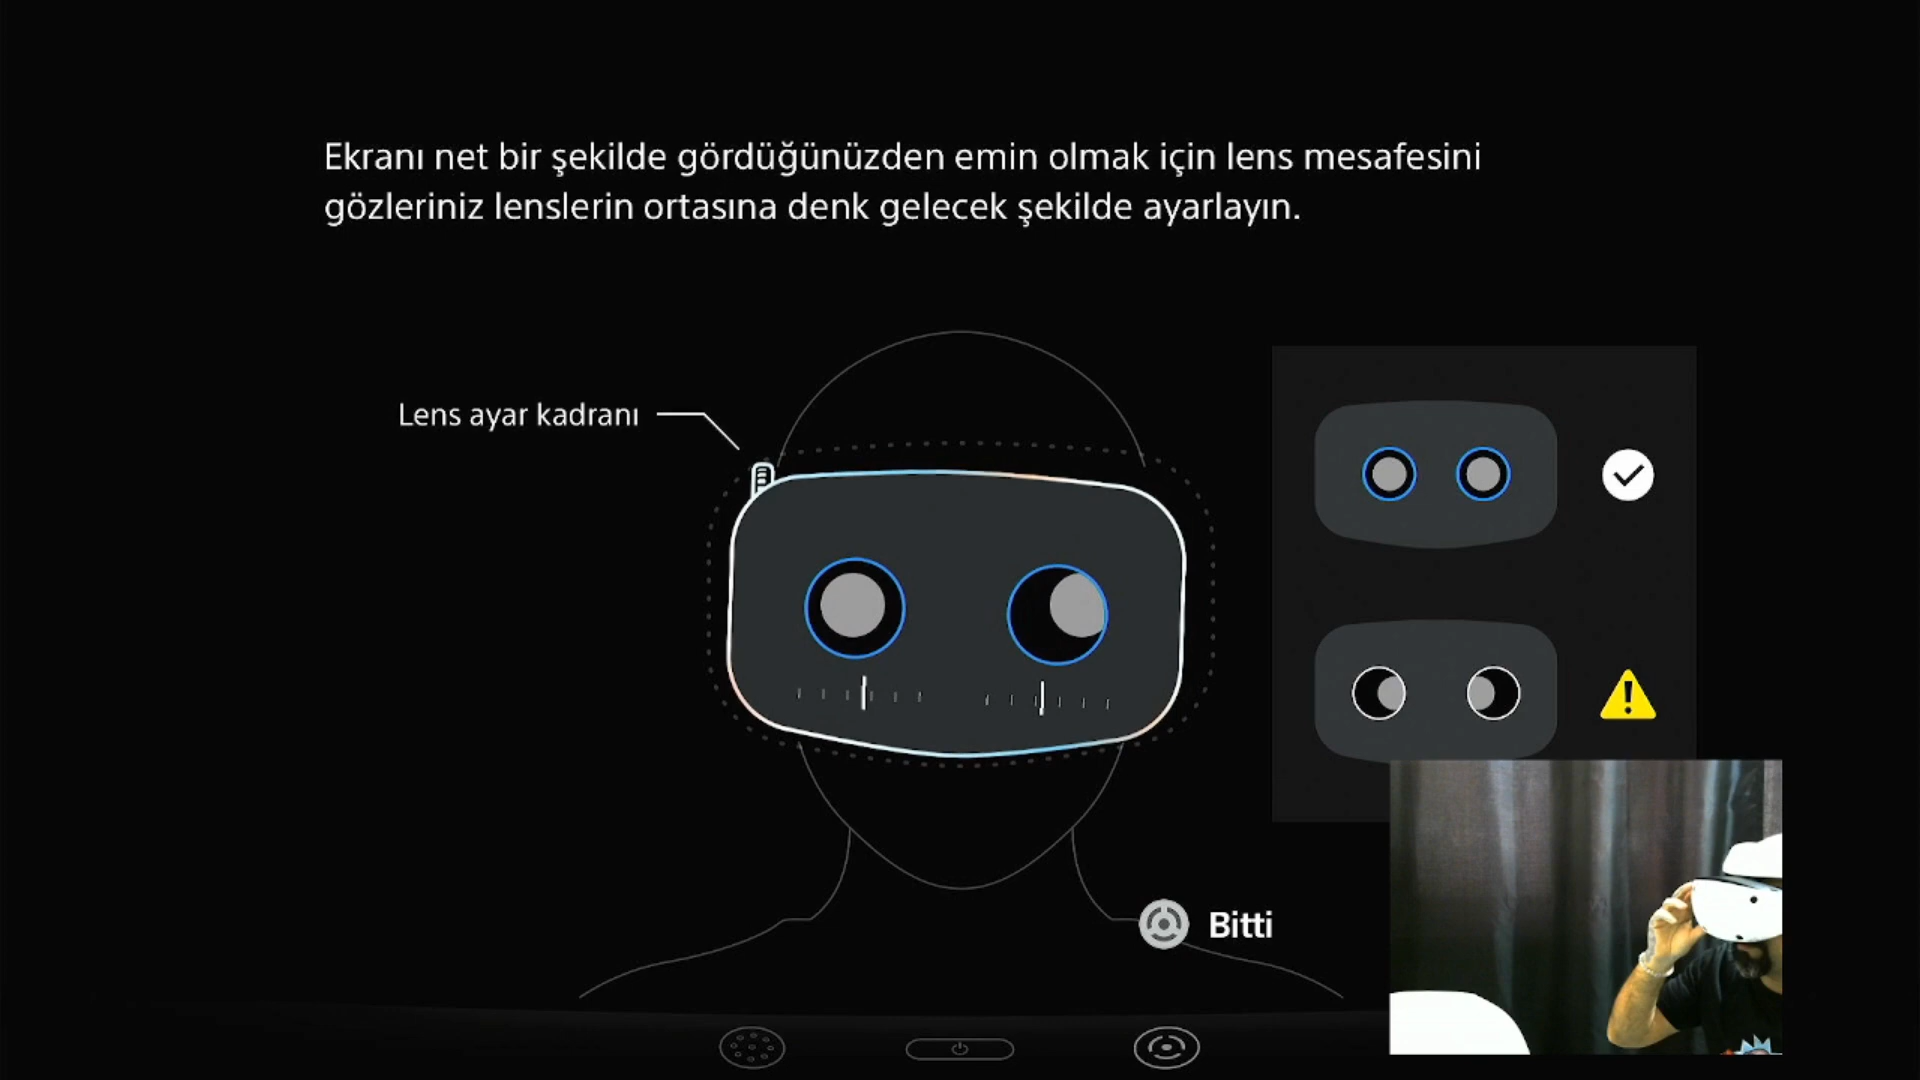 Ekranı net bir şekilde gördüğünüzden emin olmak için lens mesafesini
gözleriniz lenslerin ortasına denk gelecek şekilde ayarlayın.
Lens ayar kadranı
Bitti